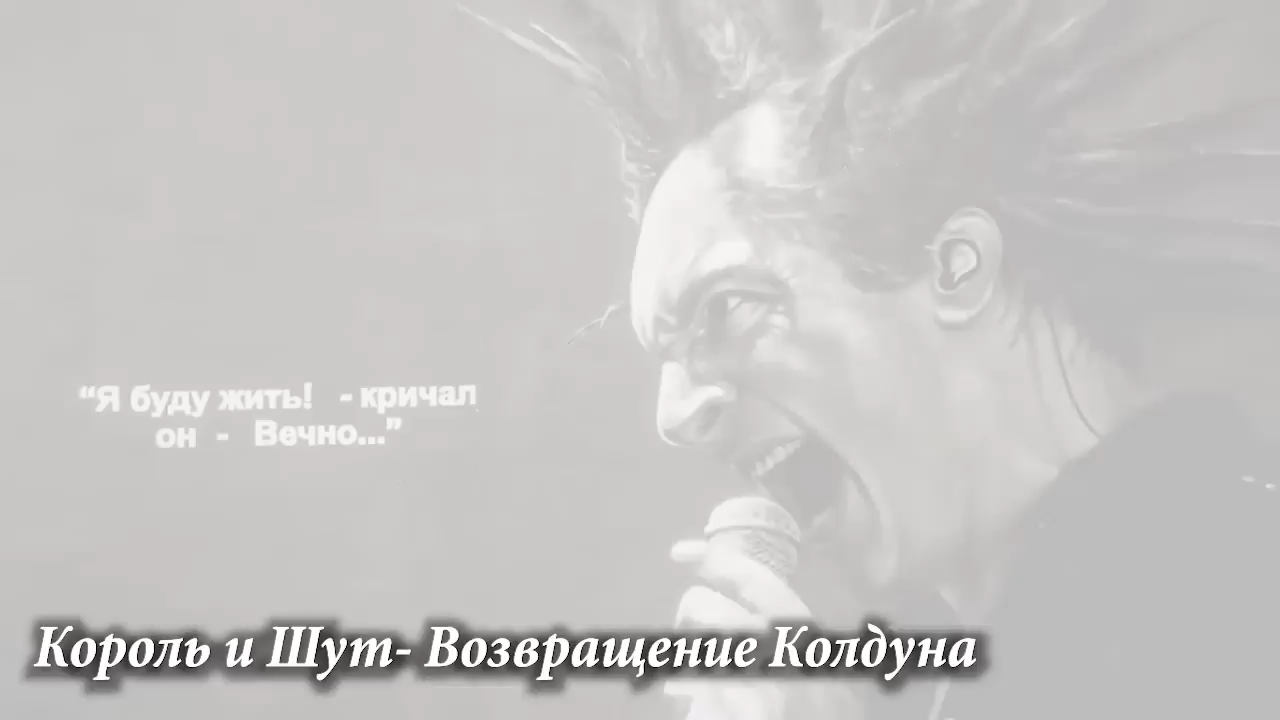 “Я буду жить! - кричал
он - Вечно...”
Король и Шут- Возвращение Колдуна